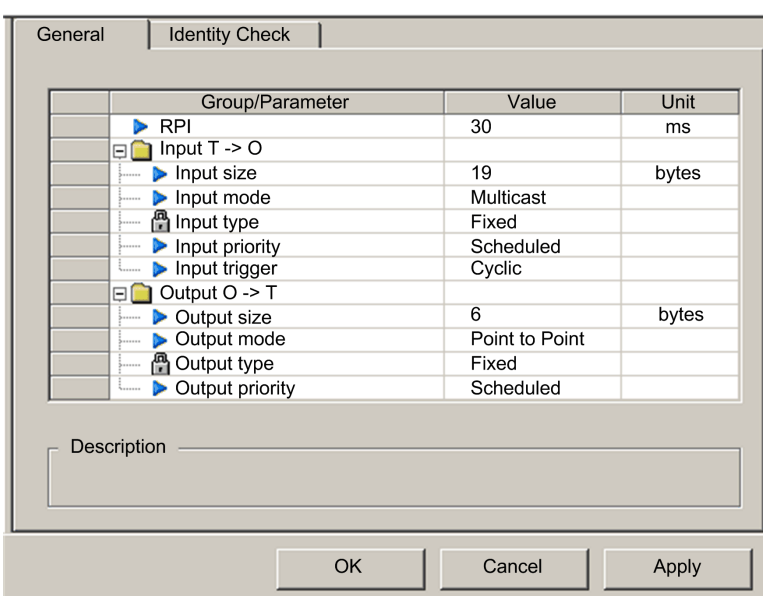 General Identity Check
Group/Parameter Value Unit
RPI 30 ms
Input T -> O
Input size 19 bytes
Input mode Multicast
Input type Fixed
Input priority Scheduled
Input trigger Cyclic
Output O -> T
Output size 6 bytes
Output mode Point to Point
Output type Fixed
Output priority Scheduled
Description
OK Cancel Apply